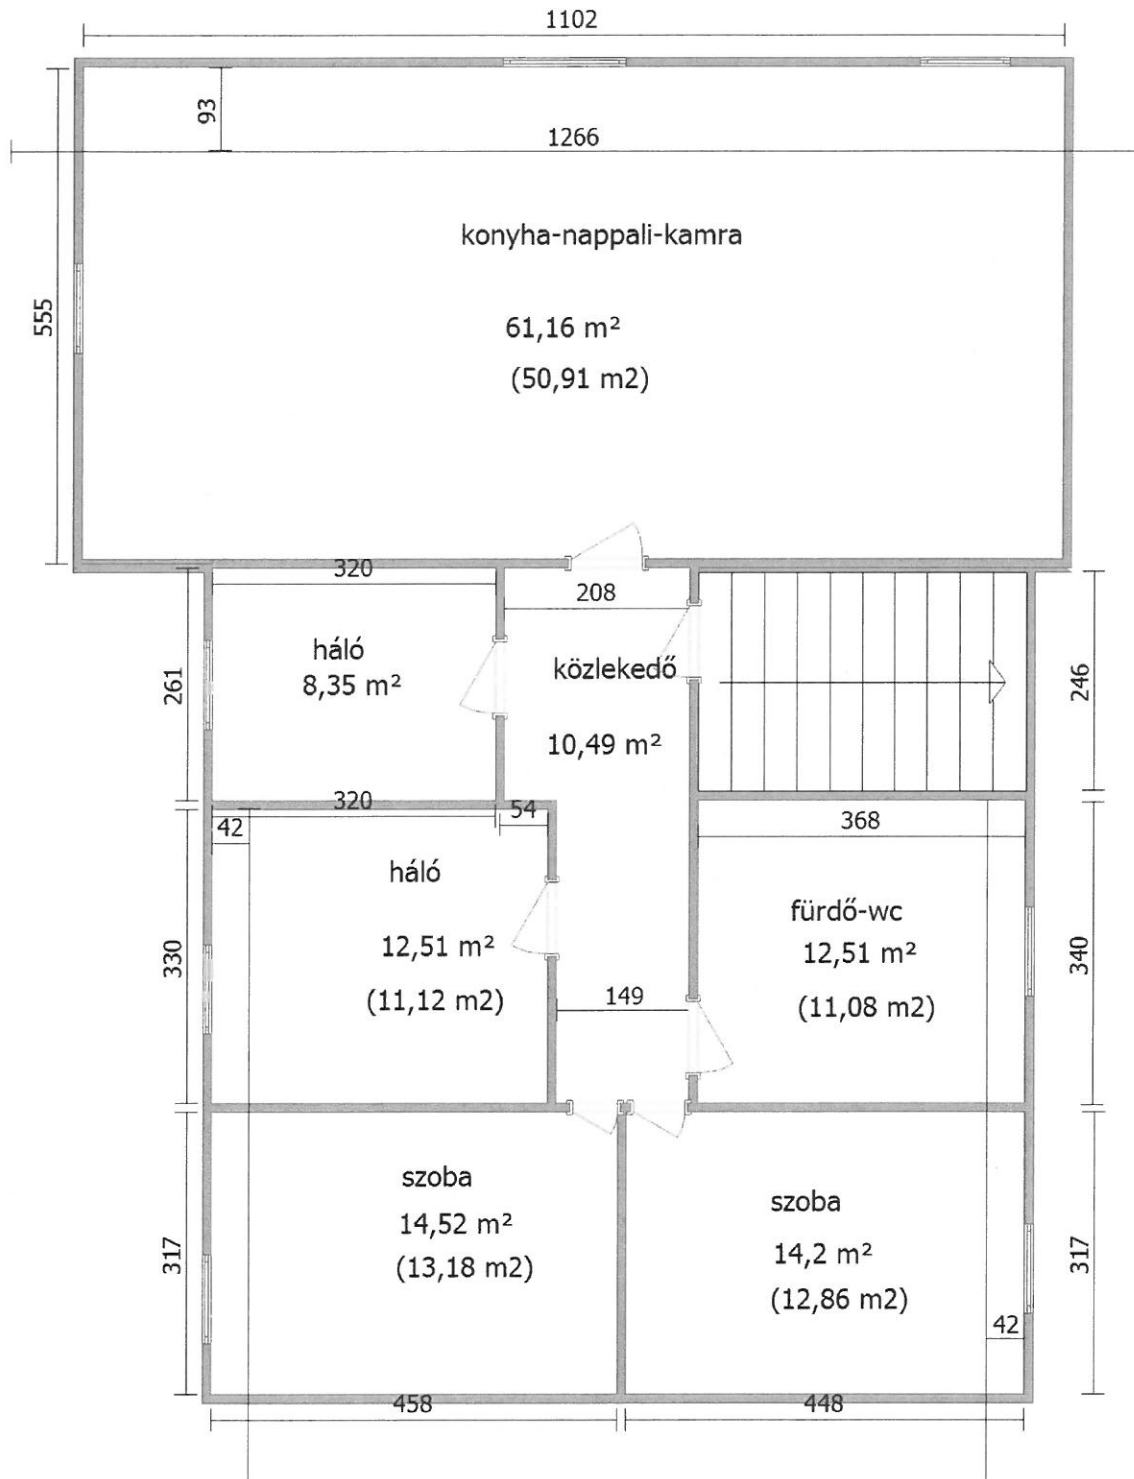 1102
93
1266
konyha-nappali-kamra
555
61,16 m²
(50,91 m2)
320
208
háló
8,35 m²
261
közlekedő
246
10,49 m²
320
54
42
368
háló
fürdő-wc
12,51 m²
12,51 m²
330
340
(11,12 m2)
149
(11,08 m2)
szoba
szoba
14,52 m²
14,2 m²
317
317
(13,18 m2)
(12,86 m2)
42
458
448